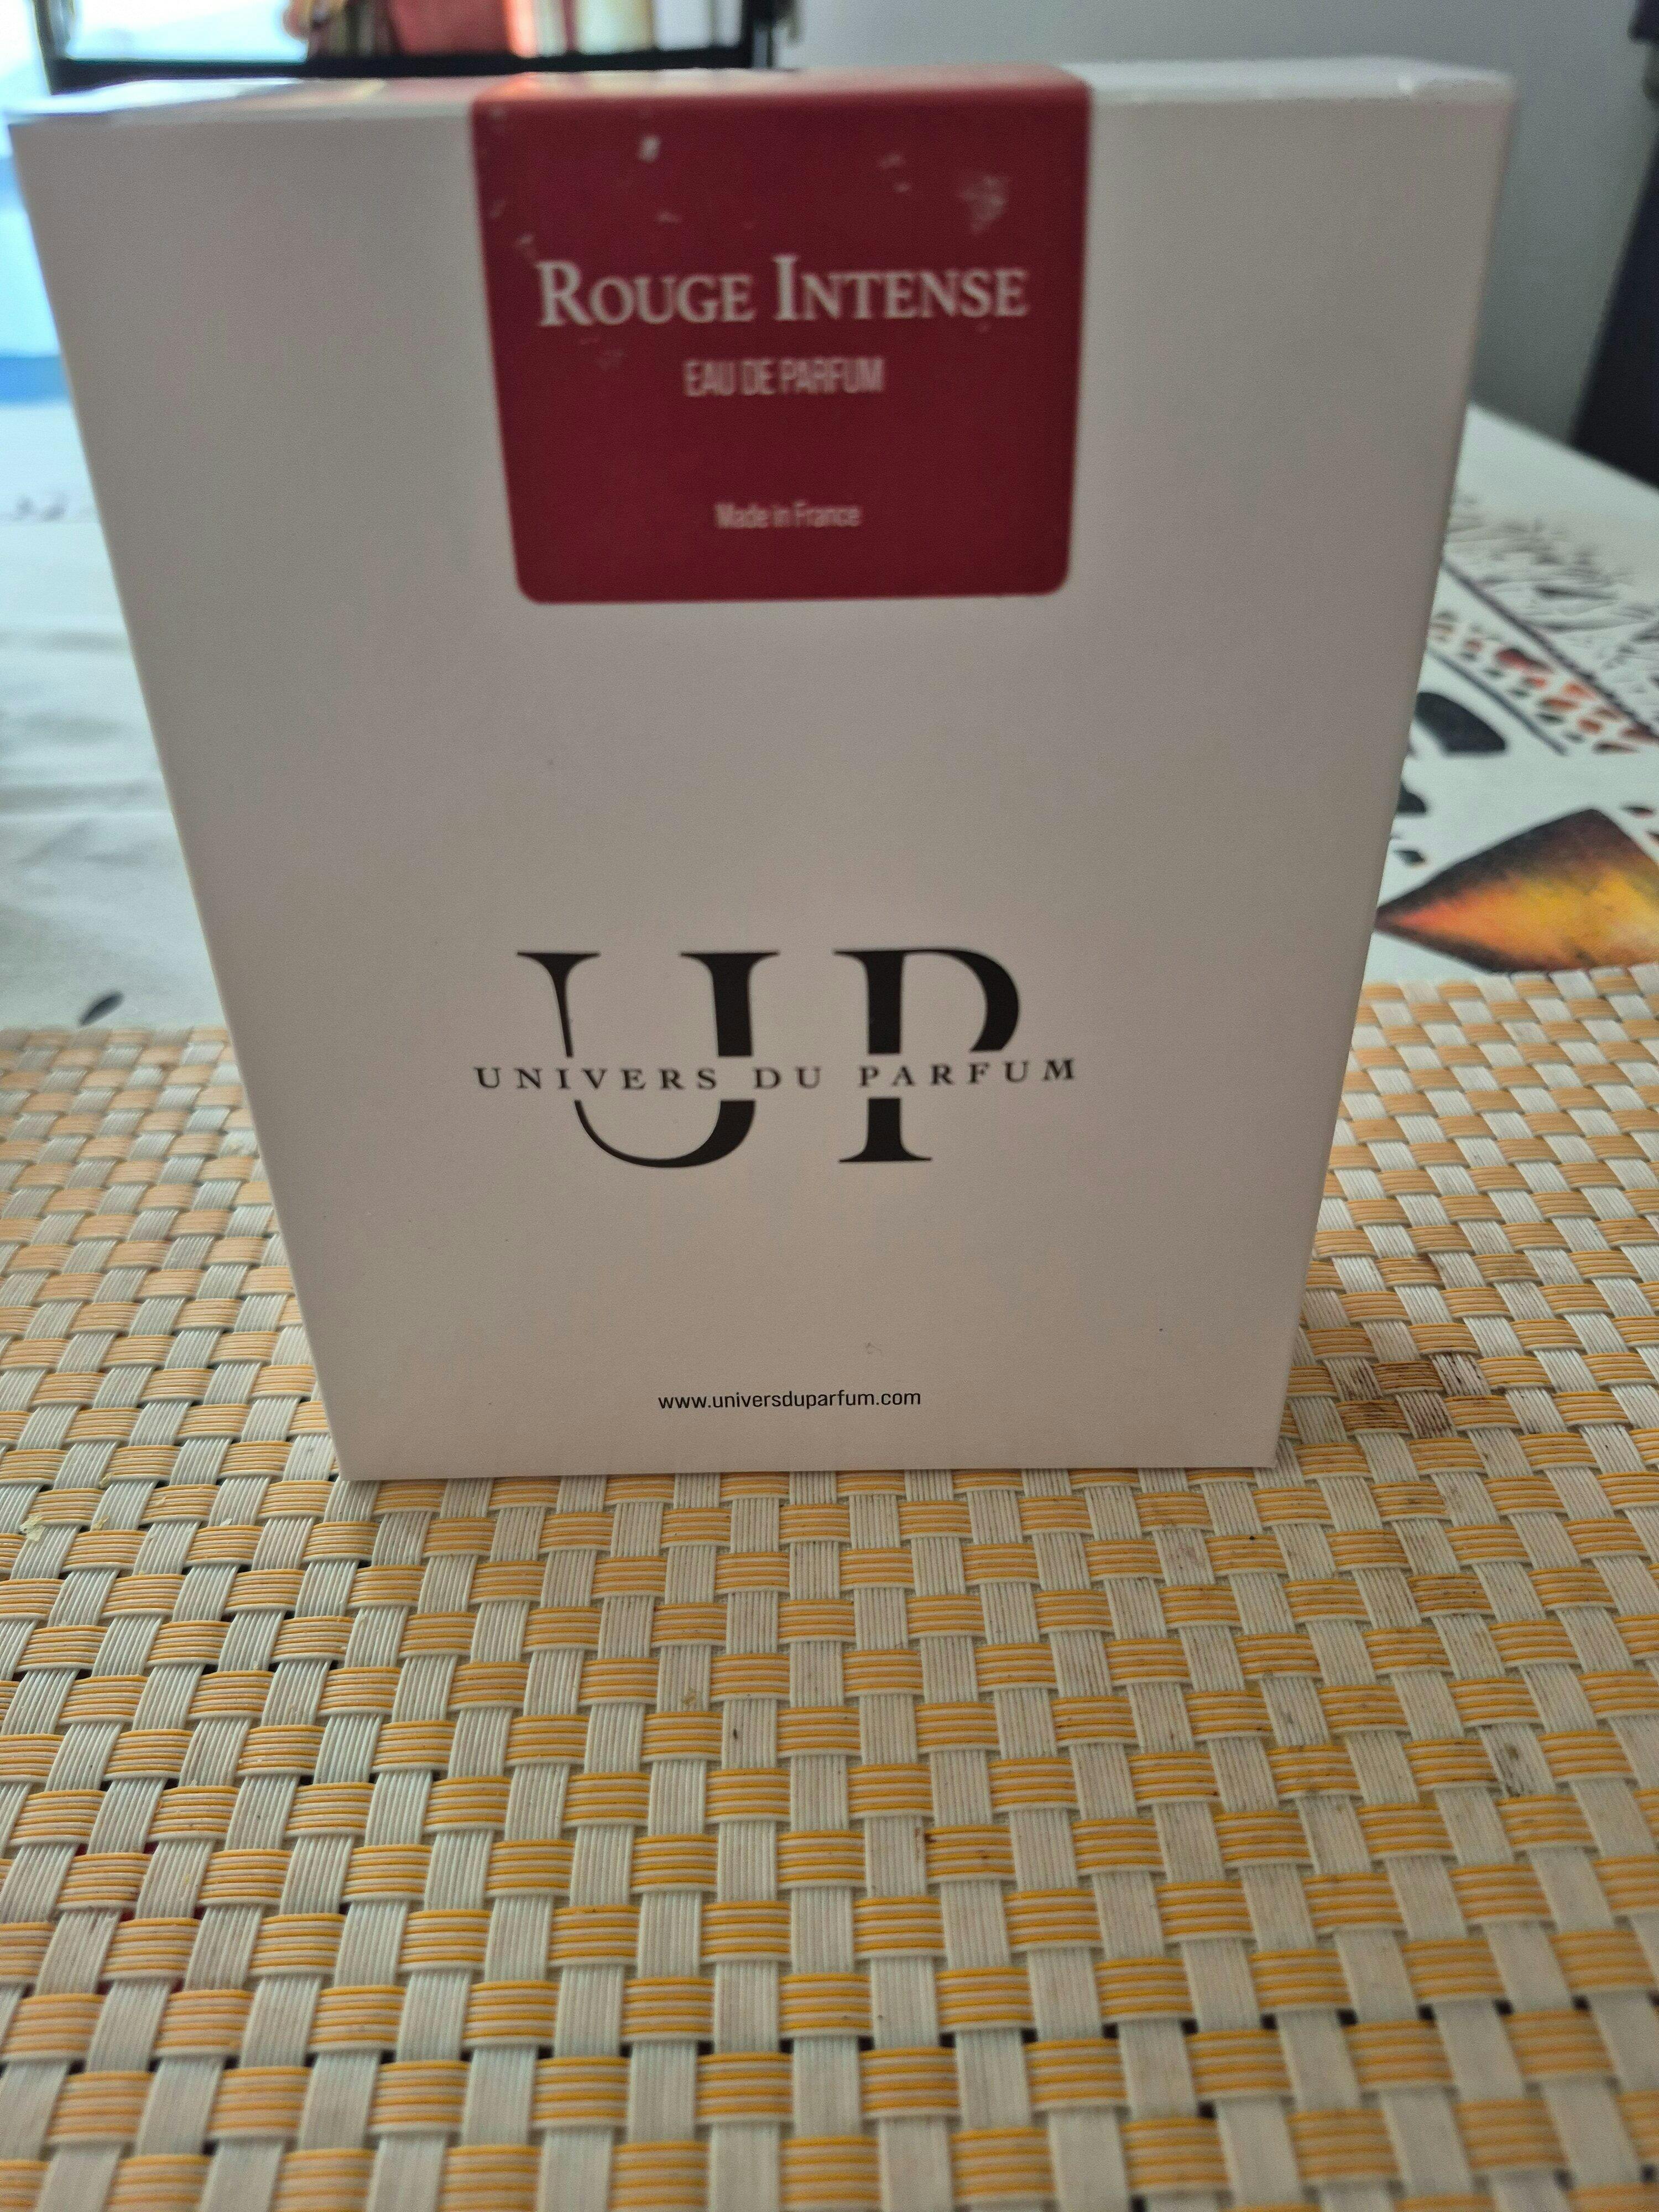 ROUGE INTENSE
EAU DE PARFUM
Made in France
UP
UNIVERS DU PARFUM
www.universduparfum.com